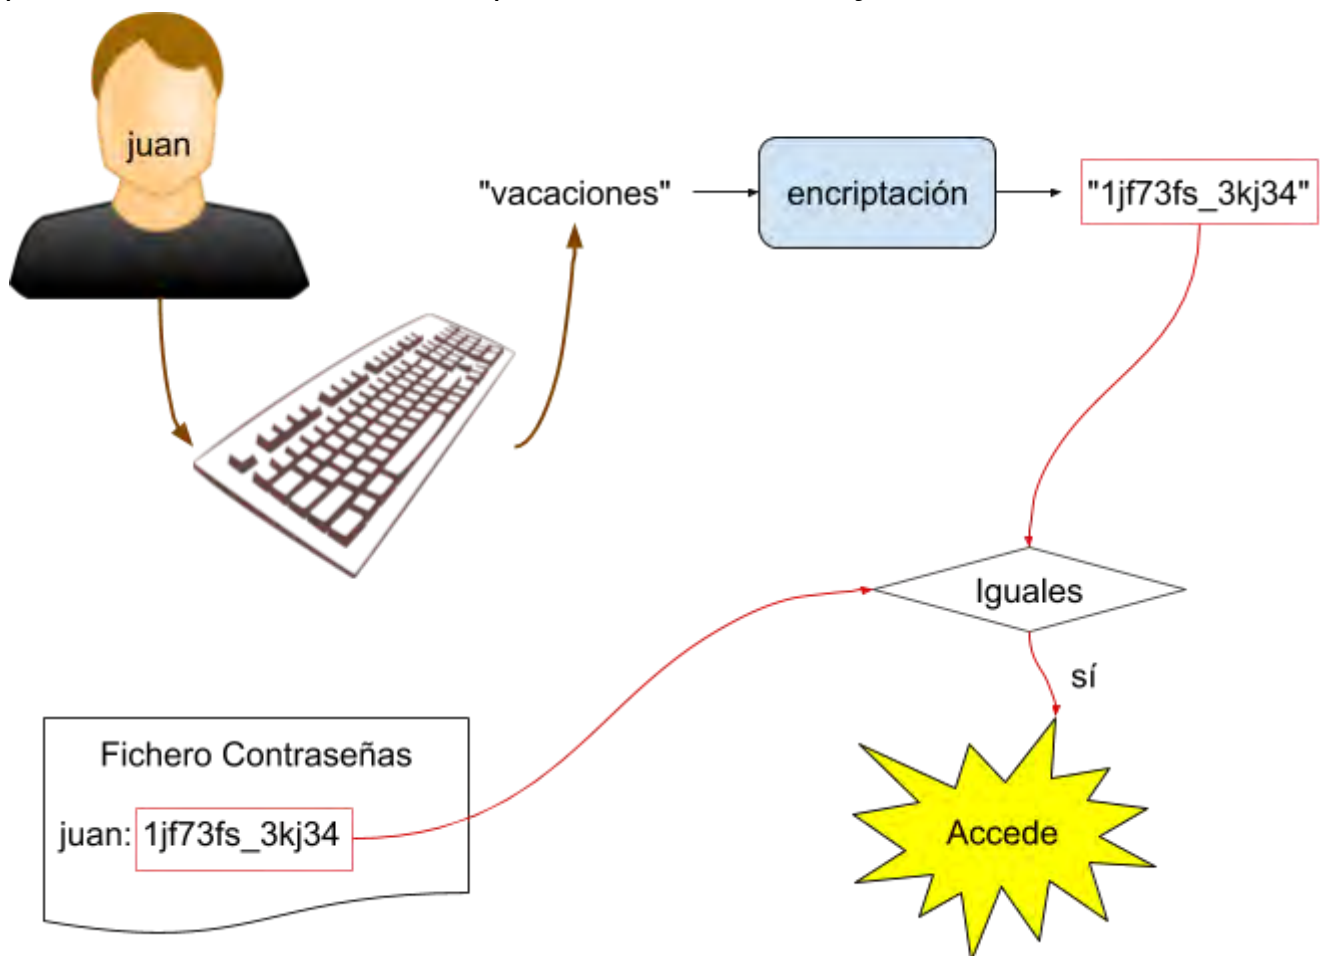 juan
"vacaciones"
encriptación
"1jf73fs_3kj34"
Iguales
sí
Fichero Contraseñas
juan: 1jf73fs_3kj34
Accede